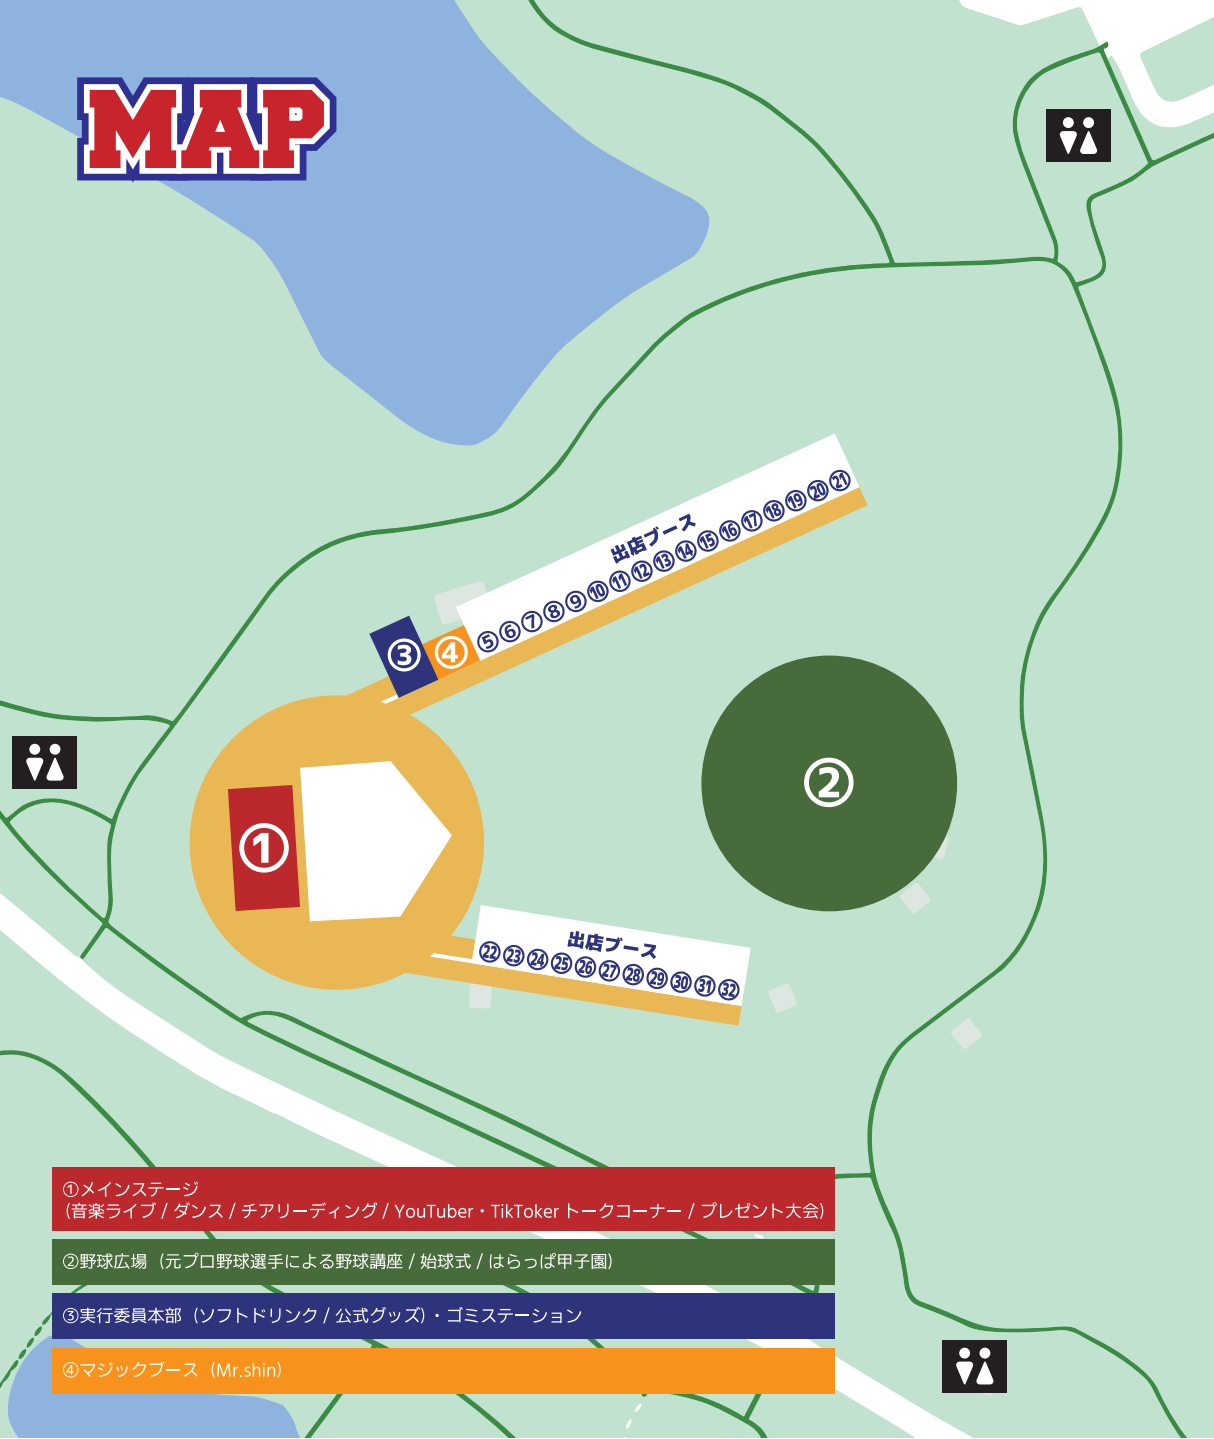 MAP
出店ブース
⑤⑥⑦⑧⑨⑩⑪⑫⑬⑭⑮⑯⑰⑱⑲⑳㉑
③
④
①
②
出店ブース
㉒㉓㉔㉕㉖㉗㉘㉙㉚㉛㉜
①メインステージ
（音楽ライブ / ダンス / チアリーディング / YouTuber・TikToker トークコーナー / プレゼント大会）
②野球広場（元プロ野球選手による野球講座 / 始球式 / はらっぱ甲子園）
③実行委員本部（ソフトドリンク / 公式グッズ）・ゴミステーション
④マジックブース（Mr.shin）